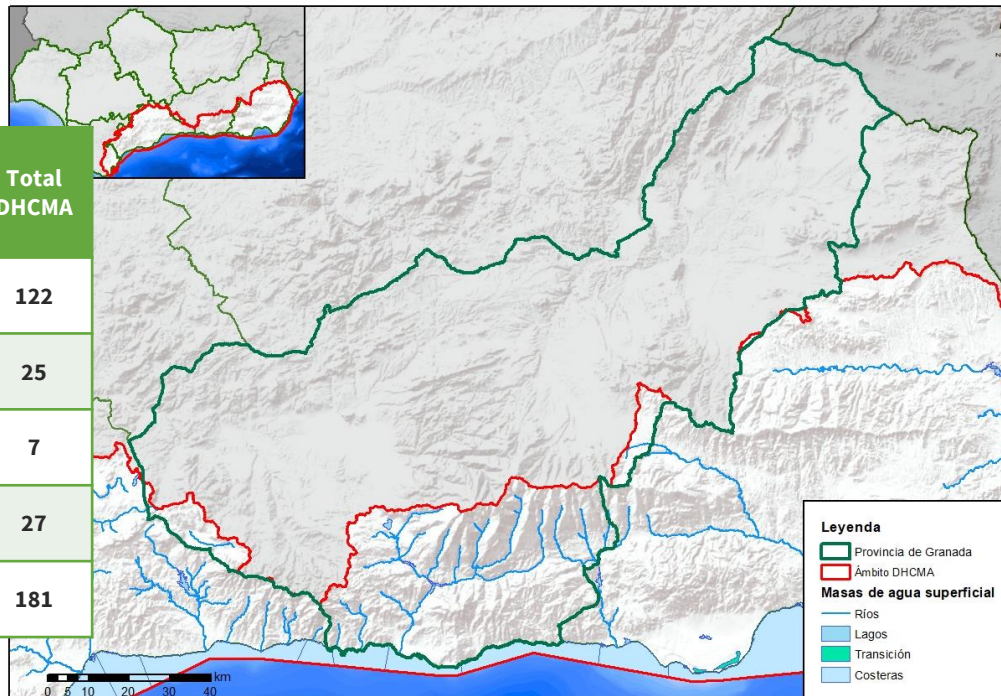 Total
DHCMA
122
25
7
27
181
N
Leyenda
Provincia de Granada
Ámbito DHCMA
Masas de agua superficial
Ríos
Lagos
Transición
Costeras
km
0 5 10 20 30 40